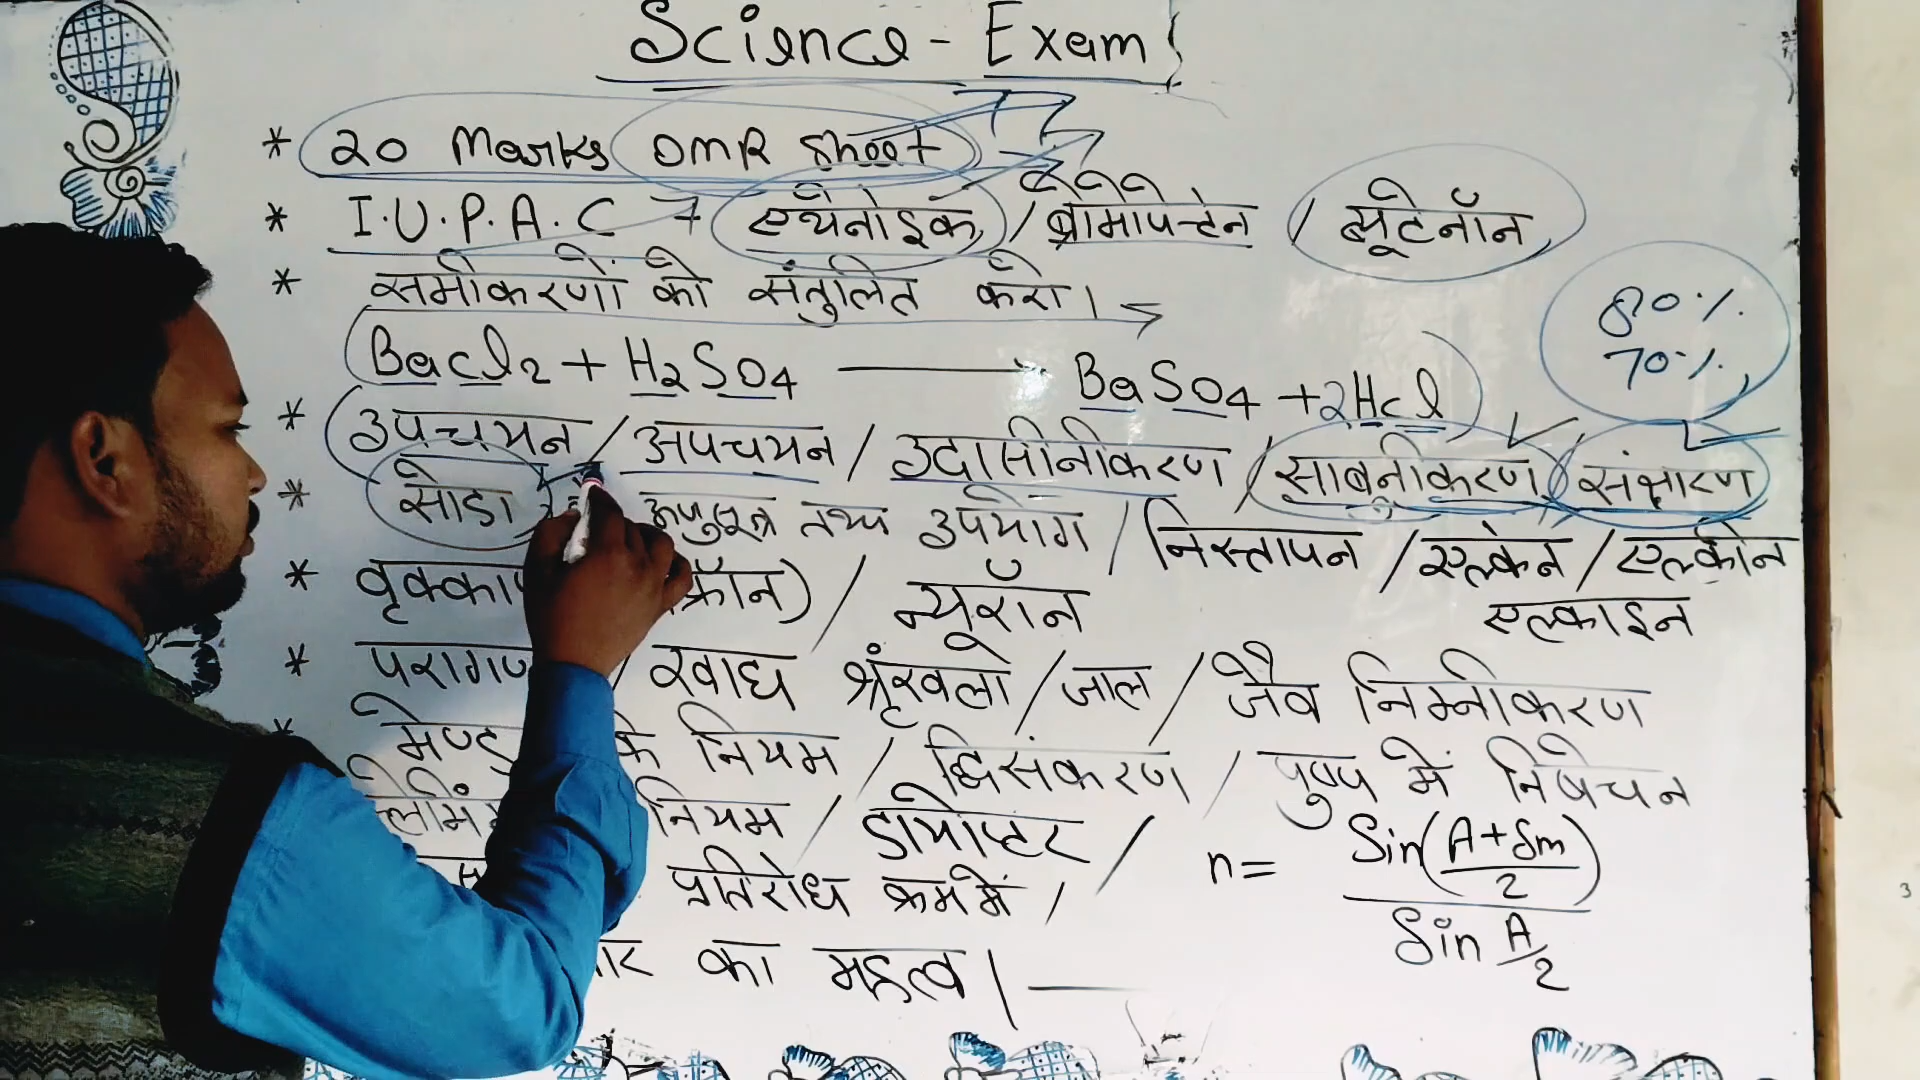 Science - Exam
* 20 Marks OMR Sheet
* I.U.P.A.C → एथेनोइक / ब्रोमोपेन्टेन / ब्यूटेनॉन
* समीकरणों को संतुलित करो।
80%
70%
BaCl2 + H2SO4 → BaSO4 + 2HCl
* उपचयन / अपचयन / उदासीनीकरण / साबुनीकरण / संक्षारण
* सोडा अणुसूत्र तथा उपयोग / निस्तापन / एल्केन / एल्कीन
एल्काइन
* / न्यूरॉन
* / खाद्य श्रृंखला / जाल / जैव निम्नीकरण
* के नियम / द्विसंकरण / पुष्प में निषेचन
नियम / डायोप्टर /
n = Sin(A+δm/2) / Sin A/2
प्रतिरोध क्रम में /
का महत्व |
3